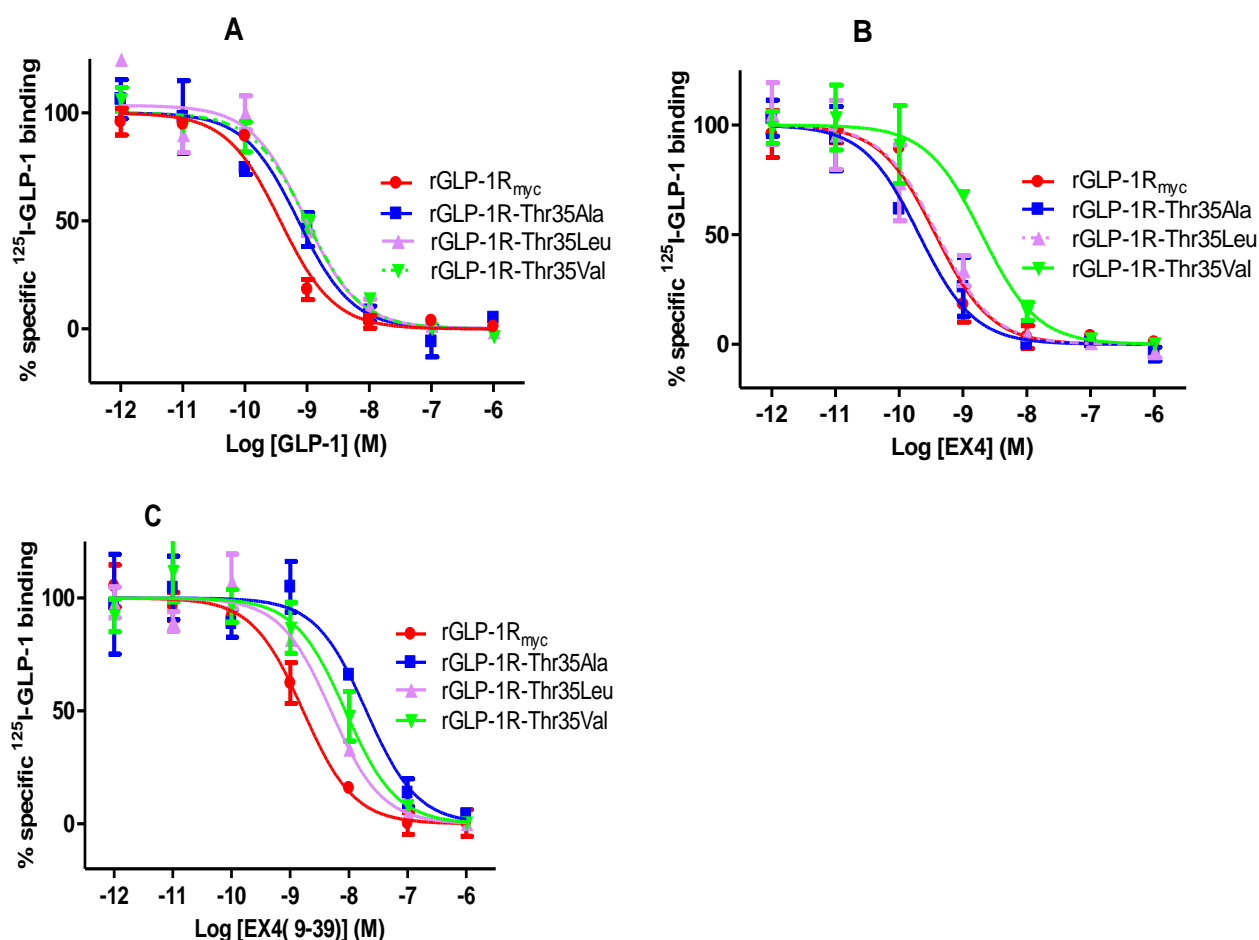 A
% specific ¹²⁵I-GLP-1 binding
100
50
0
-12 -11 -10 -9 -8 -7 -6
Log [GLP-1] (M)
rGLP-1Rmyc
rGLP-1R-Thr35Ala
rGLP-1R-Thr35Leu
rGLP-1R-Thr35Val
B
% specific ¹²⁵I-GLP-1 binding
100
50
0
-12 -11 -10 -9 -8 -7 -6
Log [EX4] (M)
rGLP-1Rmyc
rGLP-1R-Thr35Ala
rGLP-1R-Thr35Leu
rGLP-1R-Thr35Val
C
% specific ¹²⁵I-GLP-1 binding
100
50
0
-12 -11 -10 -9 -8 -7 -6
Log [EX4( 9-39)] (M)
rGLP-1Rmyc
rGLP-1R-Thr35Ala
rGLP-1R-Thr35Leu
rGLP-1R-Thr35Val